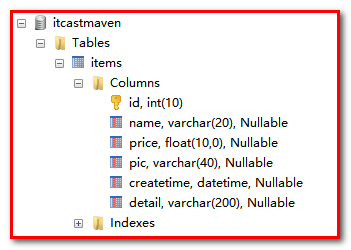 itcastmaven
Tables
items
Columns
id, int(10)
name, varchar(20), Nullable
price, float(10,0), Nullable
pic, varchar(40), Nullable
createtime, datetime, Nullable
detail, varchar(200), Nullable
Indexes